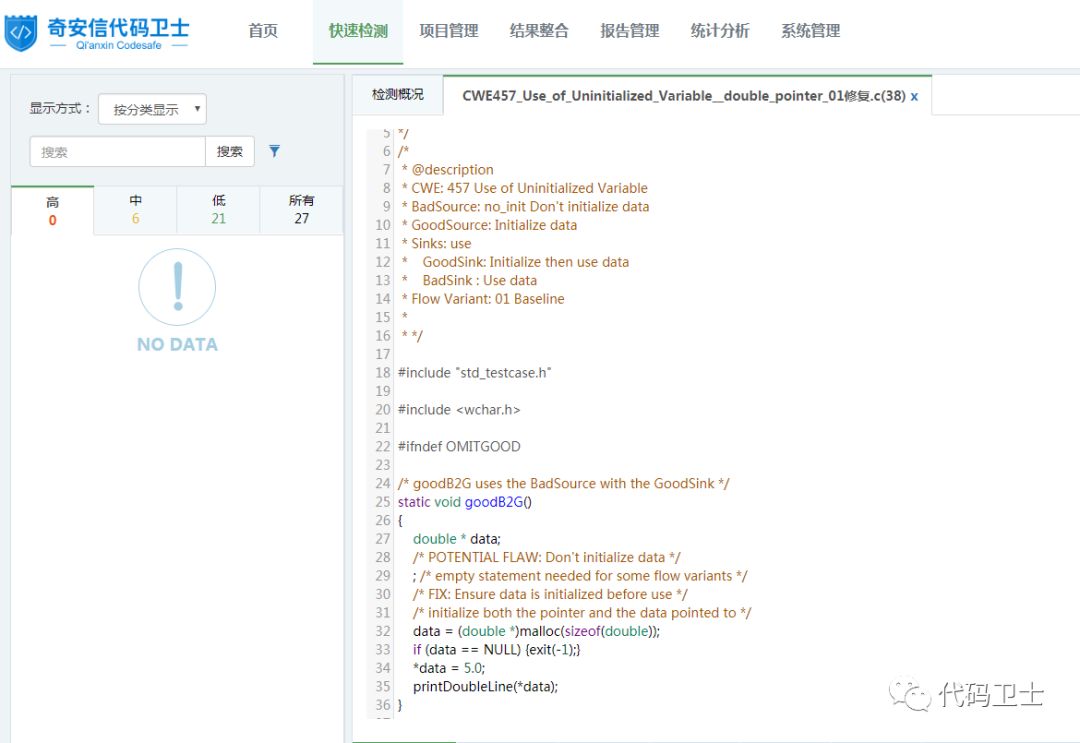 奇安信代码卫士
Qi'anxin Codesafe
首页 快速检测 项目管理 结果整合 报告管理 统计分析 系统管理
显示方式： 按分类显示
搜索 搜索
高 中 低 所有
0 6 21 27
NO DATA
检测概况 CWE457_Use_of_Uninitialized_Variable__double_pointer_01修复.c(38) x
5 */
6 /*
7 * @description
8 * CWE: 457 Use of Uninitialized Variable
9 * BadSource: no_init Don't initialize data
10 * GoodSource: Initialize data
11 * Sinks: use
12 *    GoodSink: Initialize then use data
13 *    BadSink : Use data
14 * Flow Variant: 01 Baseline
15 *
16 * */
17
18 #include "std_testcase.h"
19
20 #include <wchar.h>
21
22 #ifndef OMITGOOD
23
24 /* goodB2G uses the BadSource with the GoodSink */
25 static void goodB2G()
26 {
27     double * data;
28     /* POTENTIAL FLAW: Don't initialize data */
29     ; /* empty statement needed for some flow variants */
30     /* FIX: Ensure data is initialized before use */
31     /* initialize both the pointer and the data pointed to */
32     data = (double *)malloc(sizeof(double));
33     if (data == NULL) {exit(-1);}
34     *data = 5.0;
35     printDoubleLine(*data);
36 }
代码卫士